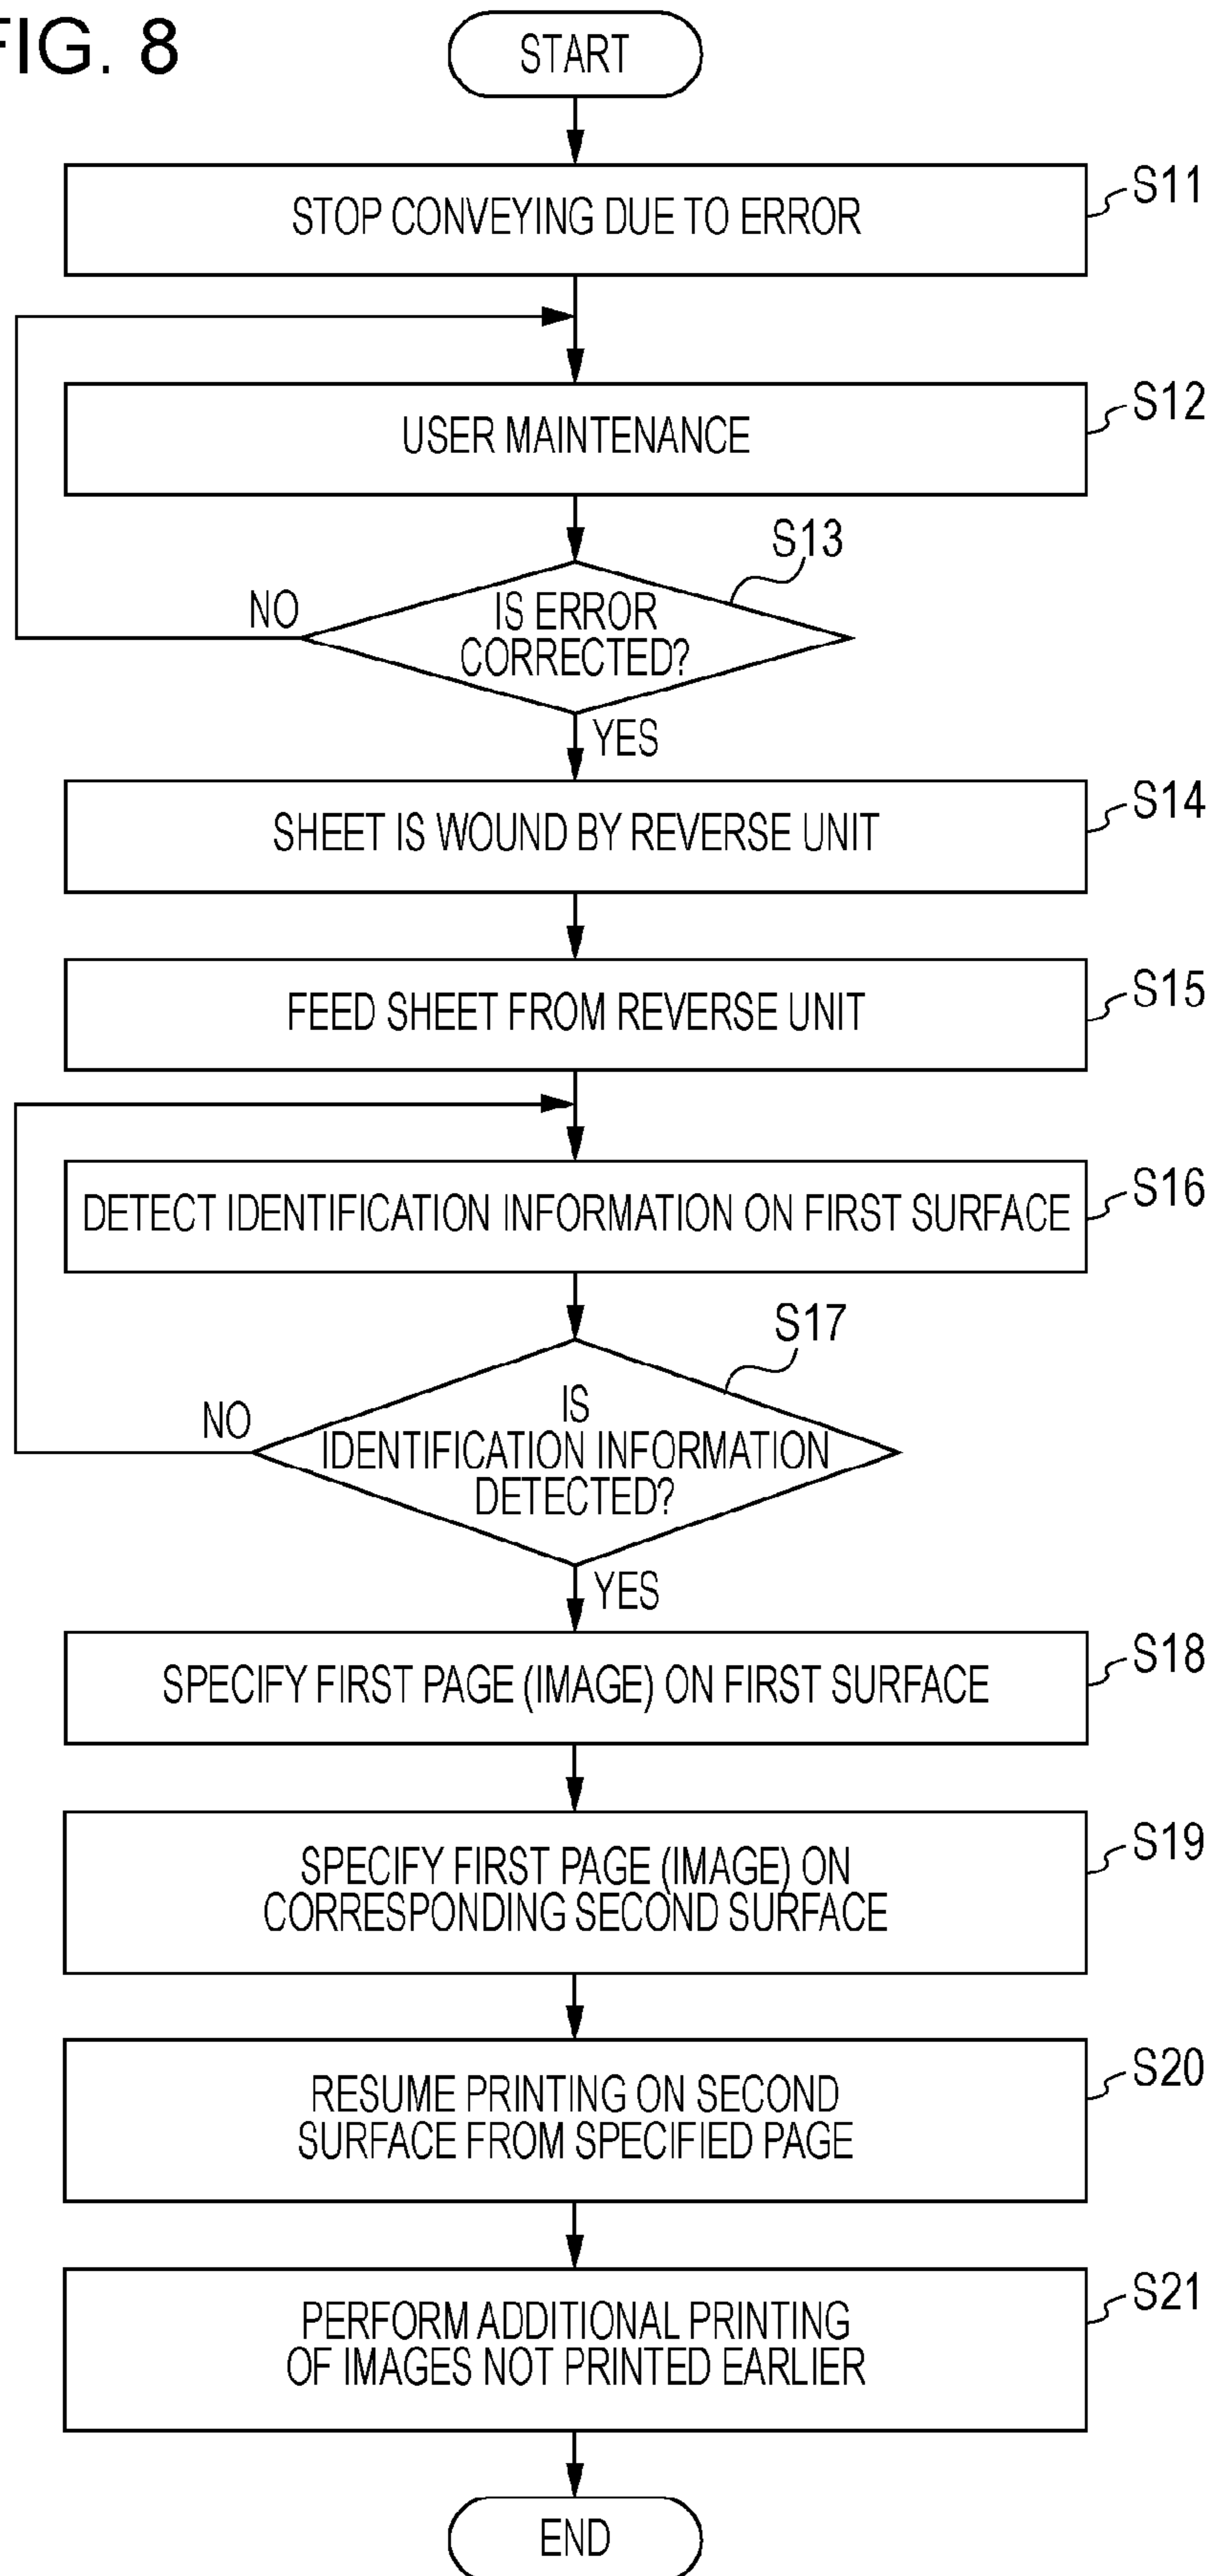 FIG. 8
START
STOP CONVEYING DUE TO ERROR
S11
USER MAINTENANCE
S12
S13
NO
IS ERROR
CORRECTED?
YES
SHEET IS WOUND BY REVERSE UNIT
S14
FEED SHEET FROM REVERSE UNIT
S15
DETECT IDENTIFICATION INFORMATION ON FIRST SURFACE
S16
S17
NO
IS
IDENTIFICATION INFORMATION
DETECTED?
YES
SPECIFY FIRST PAGE (IMAGE) ON FIRST SURFACE
S18
SPECIFY FIRST PAGE (IMAGE) ON
CORRESPONDING SECOND SURFACE
S19
RESUME PRINTING ON SECOND
SURFACE FROM SPECIFIED PAGE
S20
PERFORM ADDITIONAL PRINTING
OF IMAGES NOT PRINTED EARLIER
S21
END